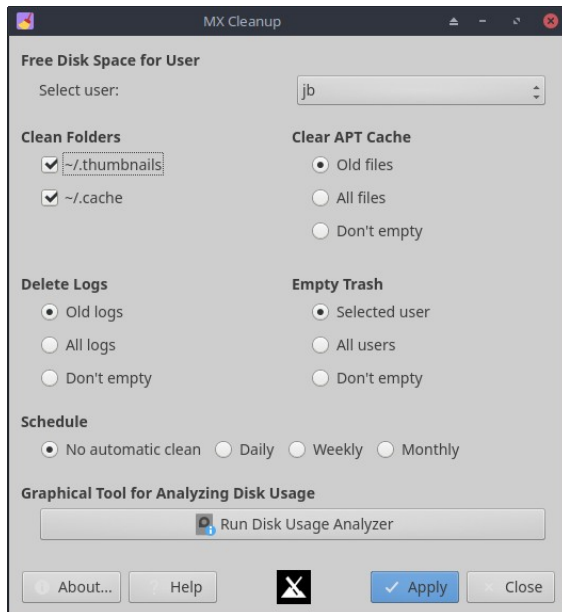 MX Cleanup
Free Disk Space for User
Select user: jb
Clean Folders Clear APT Cache
~/.thumbnails Old files
~/.cache All files
Don't empty
Delete Logs Empty Trash
Old logs Selected user
All logs All users
Don't empty Don't empty
Schedule
No automatic clean Daily Weekly Monthly
Graphical Tool for Analyzing Disk Usage
Run Disk Usage Analyzer
About... Help Apply Close